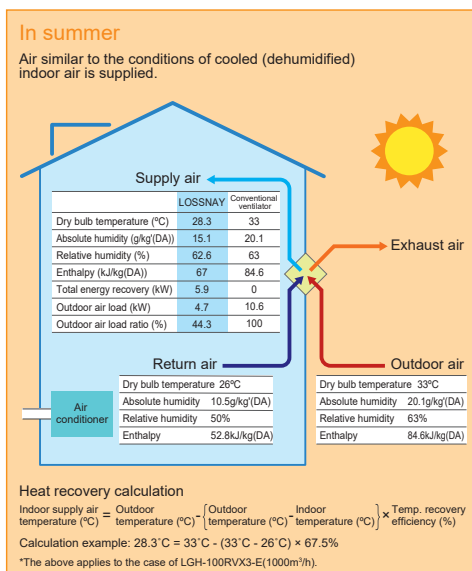 In summer
Air similar to the conditions of cooled (dehumidified)
indoor air is supplied.
Supply air
LOSSNAY Conventional ventilator
Dry bulb temperature (ºC) 28.3 33
Absolute humidity (g/kg'(DA)) 15.1 20.1
Relative humidity (%) 62.6 63
Enthalpy (kJ/kg(DA)) 67 84.6
Total energy recovery (kW) 5.9 0
Outdoor air load (kW) 4.7 10.6
Outdoor air load ratio (%) 44.3 100
Exhaust air
Return air
Dry bulb temperature 26ºC
Absolute humidity 10.5g/kg'(DA)
Relative humidity 50%
Enthalpy 52.8kJ/kg(DA)
Outdoor air
Dry bulb temperature 33ºC
Absolute humidity 20.1g/kg'(DA)
Relative humidity 63%
Enthalpy 84.6kJ/kg(DA)
Air
conditioner
Heat recovery calculation
Indoor supply air temperature (ºC) = Outdoor temperature (ºC) - { Outdoor temperature (ºC) - Indoor temperature (ºC) } × Temp. recovery efficiency (%)
Calculation example: 28.3˚C = 33˚C - (33˚C - 26˚C) × 67.5%
*The above applies to the case of LGH-100RVX3-E(1000m³/h).